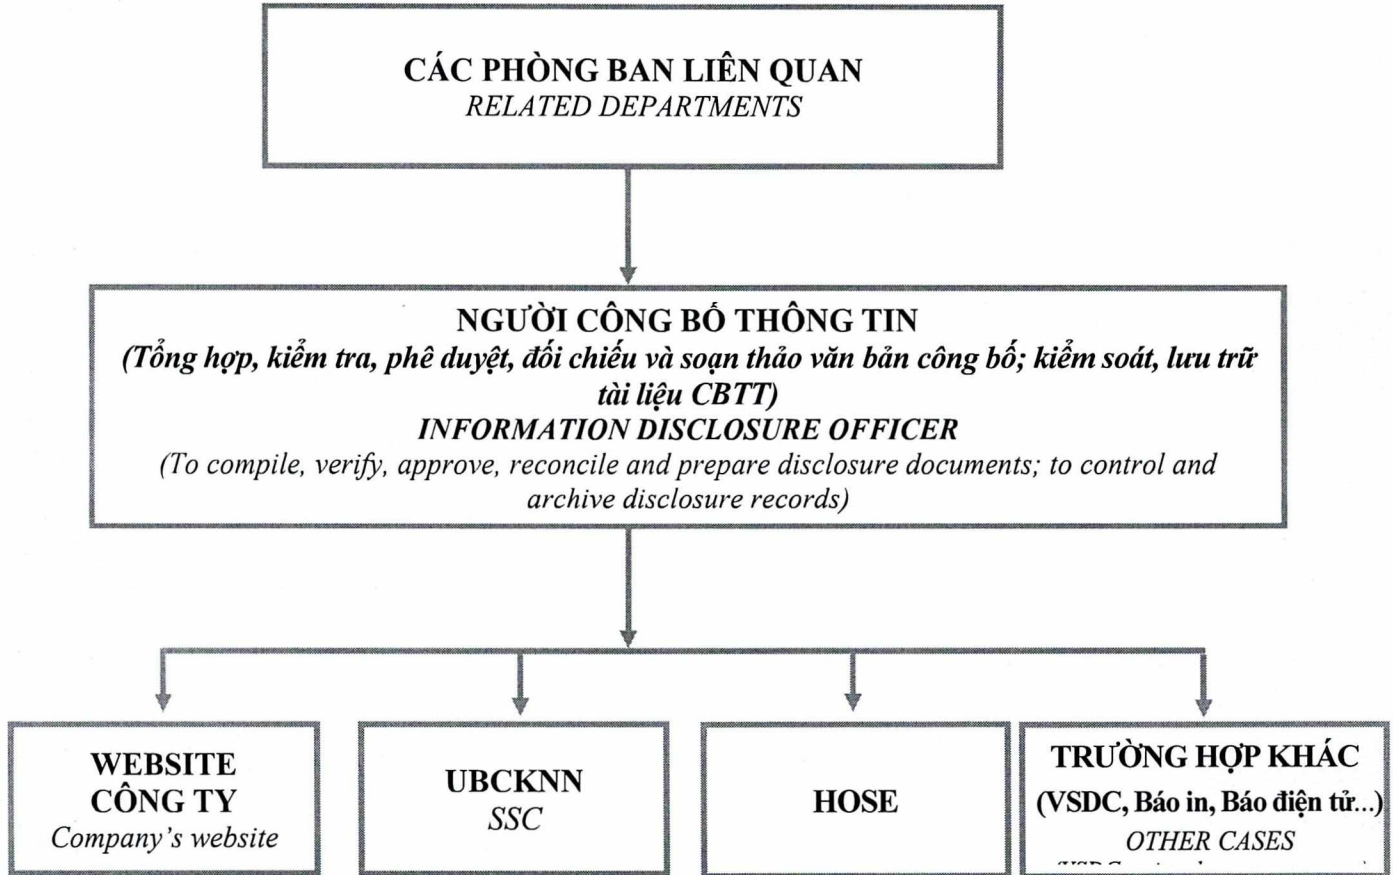 CÁC PHÒNG BAN LIÊN QUAN
RELATED DEPARTMENTS
NGƯỜI CÔNG BỐ THÔNG TIN
(Tổng hợp, kiểm tra, phê duyệt, đối chiếu và soạn thảo văn bản công bố; kiểm soát, lưu trữ
tài liệu CBTT)
INFORMATION DISCLOSURE OFFICER
(To compile, verify, approve, reconcile and prepare disclosure documents; to control and
archive disclosure records)
WEBSITE
CÔNG TY
Company's website
UBCKNN
SSC
HOSE
TRƯỜNG HỢP KHÁC
(VSDC, Báo in, Báo điện tử...)
OTHER CASES